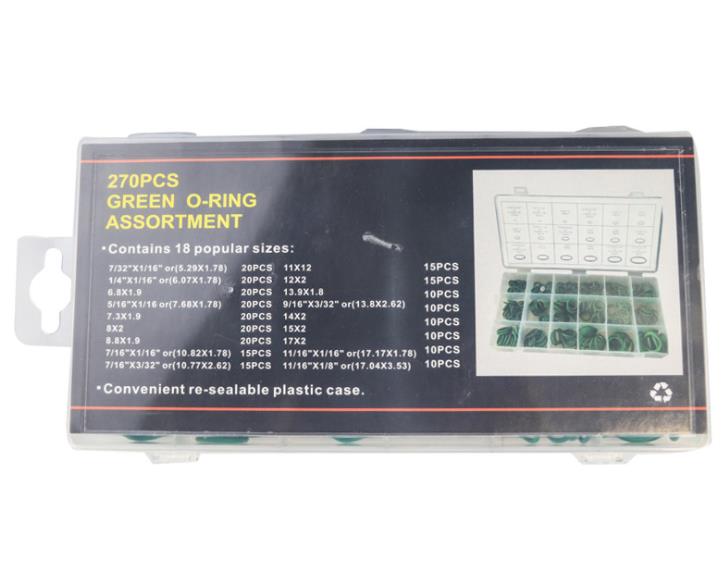 270PCS
GREEN O-RING
ASSORTMENT
•Contains 18 popular sizes:
7/32"X1/16" or(5.29X1.78) 20PCS 11X12 15PCS
1/4"X1/16" or(6.07X1.78) 20PCS 12X2 15PCS
6.8X1.9 20PCS 13.9X1.8 10PCS
5/16"X1/16 or(7.68X1.78) 20PCS 9/16"X3/32" or(13.8X2.62) 10PCS
7.3X1.9 20PCS 14X2 10PCS
8X2 20PCS 15X2 10PCS
8.8X1.9 20PCS 17X2 10PCS
7/16"X1/16" or(10.82X1.78) 15PCS 11/16"X1/16" or(17.17X1.78) 10PCS
7/16"X3/32" or(10.77X2.62) 15PCS 11/16"X1/8" or(17.04X3.53) 10PCS
•Convenient re-sealable plastic case.